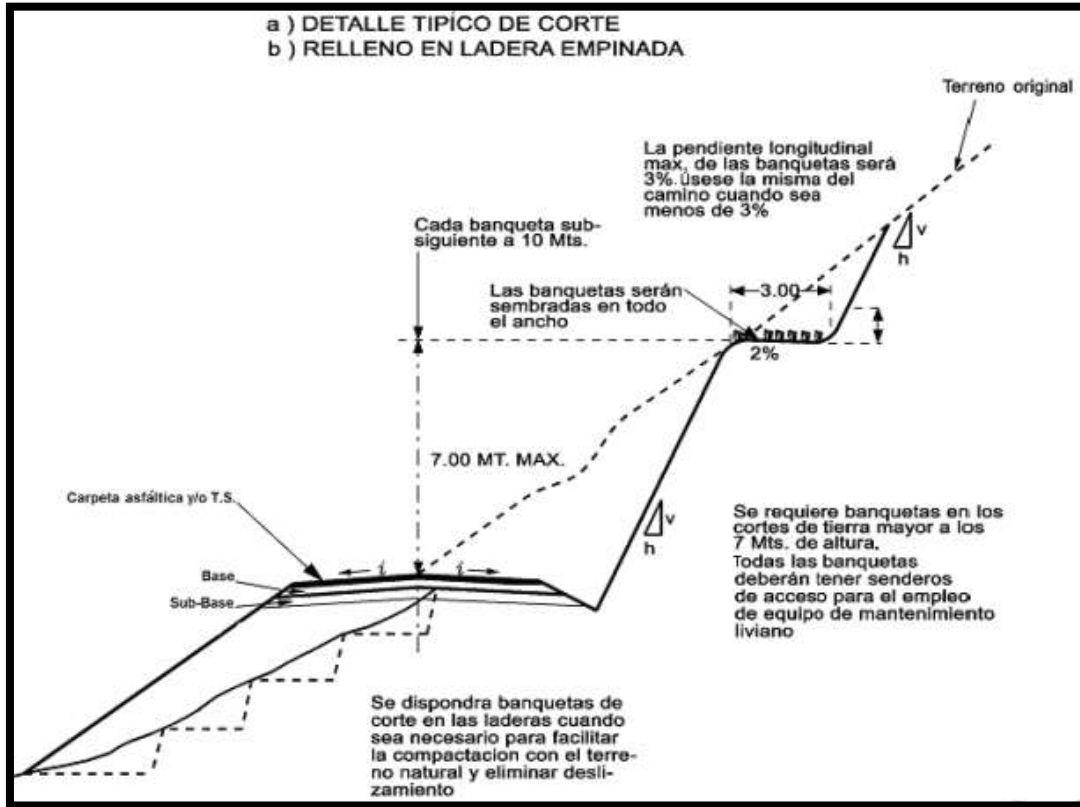 a ) DETALLE TIPÍCO DE CORTE
b ) RELLENO EN LADERA EMPINADA
Terreno original
La pendiente longitudinal
max, de las banquetas será
3%. úsese la misma del
camino cuando sea
menos de 3%
v
h
Cada banqueta sub-
siguiente a 10 Mts.
Las banquetas serán
sembradas en todo
el ancho
3.00
2%
7.00 MT. MAX.
Carpeta asfáltica y/o T.S.
v
h
Se requiere banquetas en los
cortes de tierra mayor a los
7 Mts. de altura.
Todas las banquetas
deberán tener senderos
de acceso para el empleo
de equipo de mantenimiento
liviano
i i
Base
Sub-Base
Se dispondra banquetas de
corte en las laderas cuando
sea necesario para facilitar
la compactacion con el terre-
no natural y eliminar desli-
zamiento